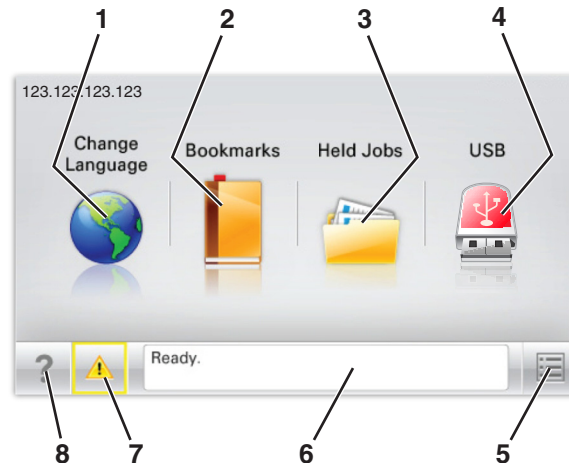 1 2 3 4
123.123.123.123
Change
Language
Bookmarks
Held Jobs
USB
?
Ready.
8 7 6 5